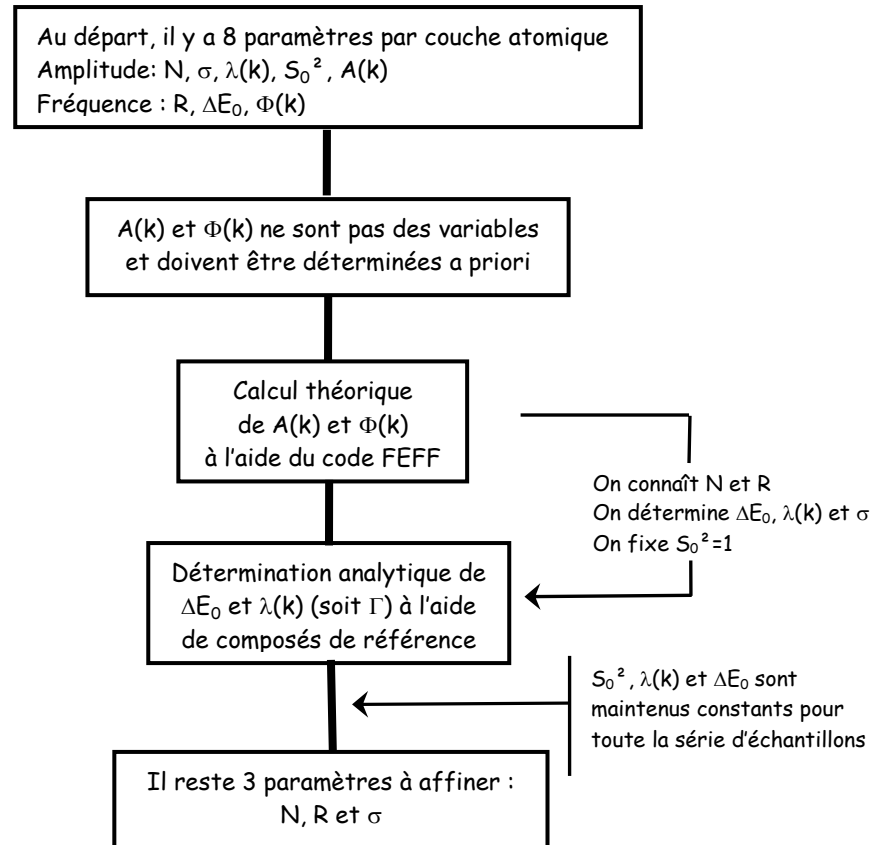 Au départ, il y a 8 paramètres par couche atomique
Amplitude: N, σ, λ(k), S₀², A(k)
Fréquence : R, ΔE₀, Φ(k)
A(k) et Φ(k) ne sont pas des variables
et doivent être déterminées a priori
Calcul théorique
de A(k) et Φ(k)
à l'aide du code FEFF
On connaît N et R
On détermine ΔE₀, λ(k) et σ
On fixe S₀²=1
Détermination analytique de
ΔE₀ et λ(k) (soit Γ) à l'aide
de composés de référence
S₀², λ(k) et ΔE₀ sont
maintenus constants pour
toute la série d'échantillons
Il reste 3 paramètres à affiner :
N, R et σ